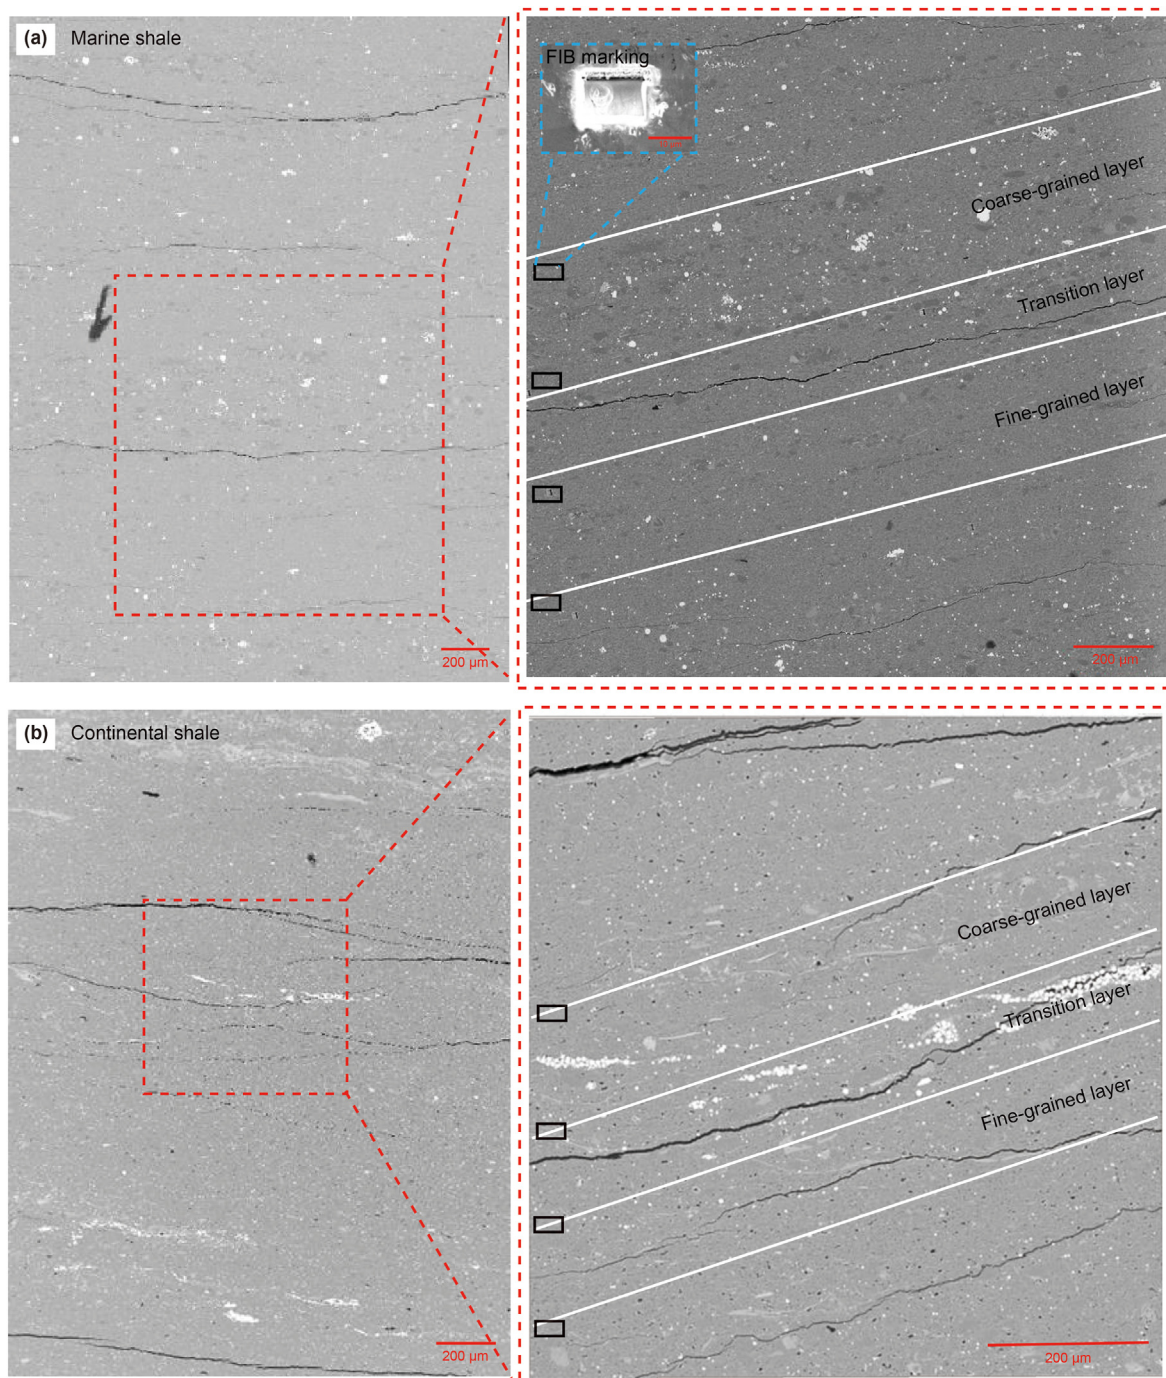 (a) Marine shale
FIB marking
Coarse-grained layer
Transition layer
Fine-grained layer
200 µm
200 µm
(b) Continental shale
Coarse-grained layer
Transition layer
Fine-grained layer
200 µm
200 µm